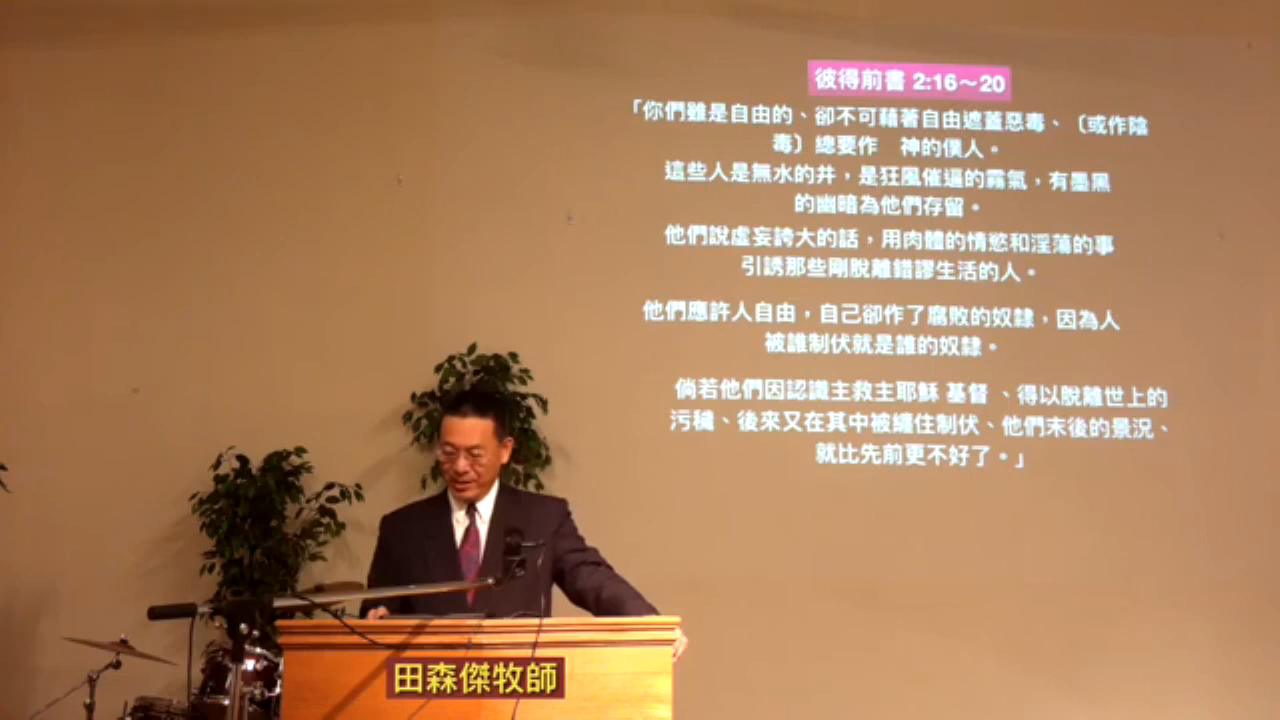 彼得前書 2:16～20
「你們雖是自由的、卻不可藉著自由遮蓋惡毒、〔或作陰
毒〕總要作　神的僕人。
這些人是無水的井，是狂風催逼的霧氣，有墨黑
的幽暗為他們存留。
他們說虛妄誇大的話，用肉體的情慾和淫蕩的事
引誘那些剛脫離錯謬生活的人。
他們應許人自由，自己卻作了腐敗的奴隸，因為人
被誰制伏就是誰的奴隸。
倘若他們因認識主救主耶穌 基督 、得以脫離世上的
污穢、後來又在其中被纏住制伏、他們末後的景況、
就比先前更不好了。」
田森傑牧師